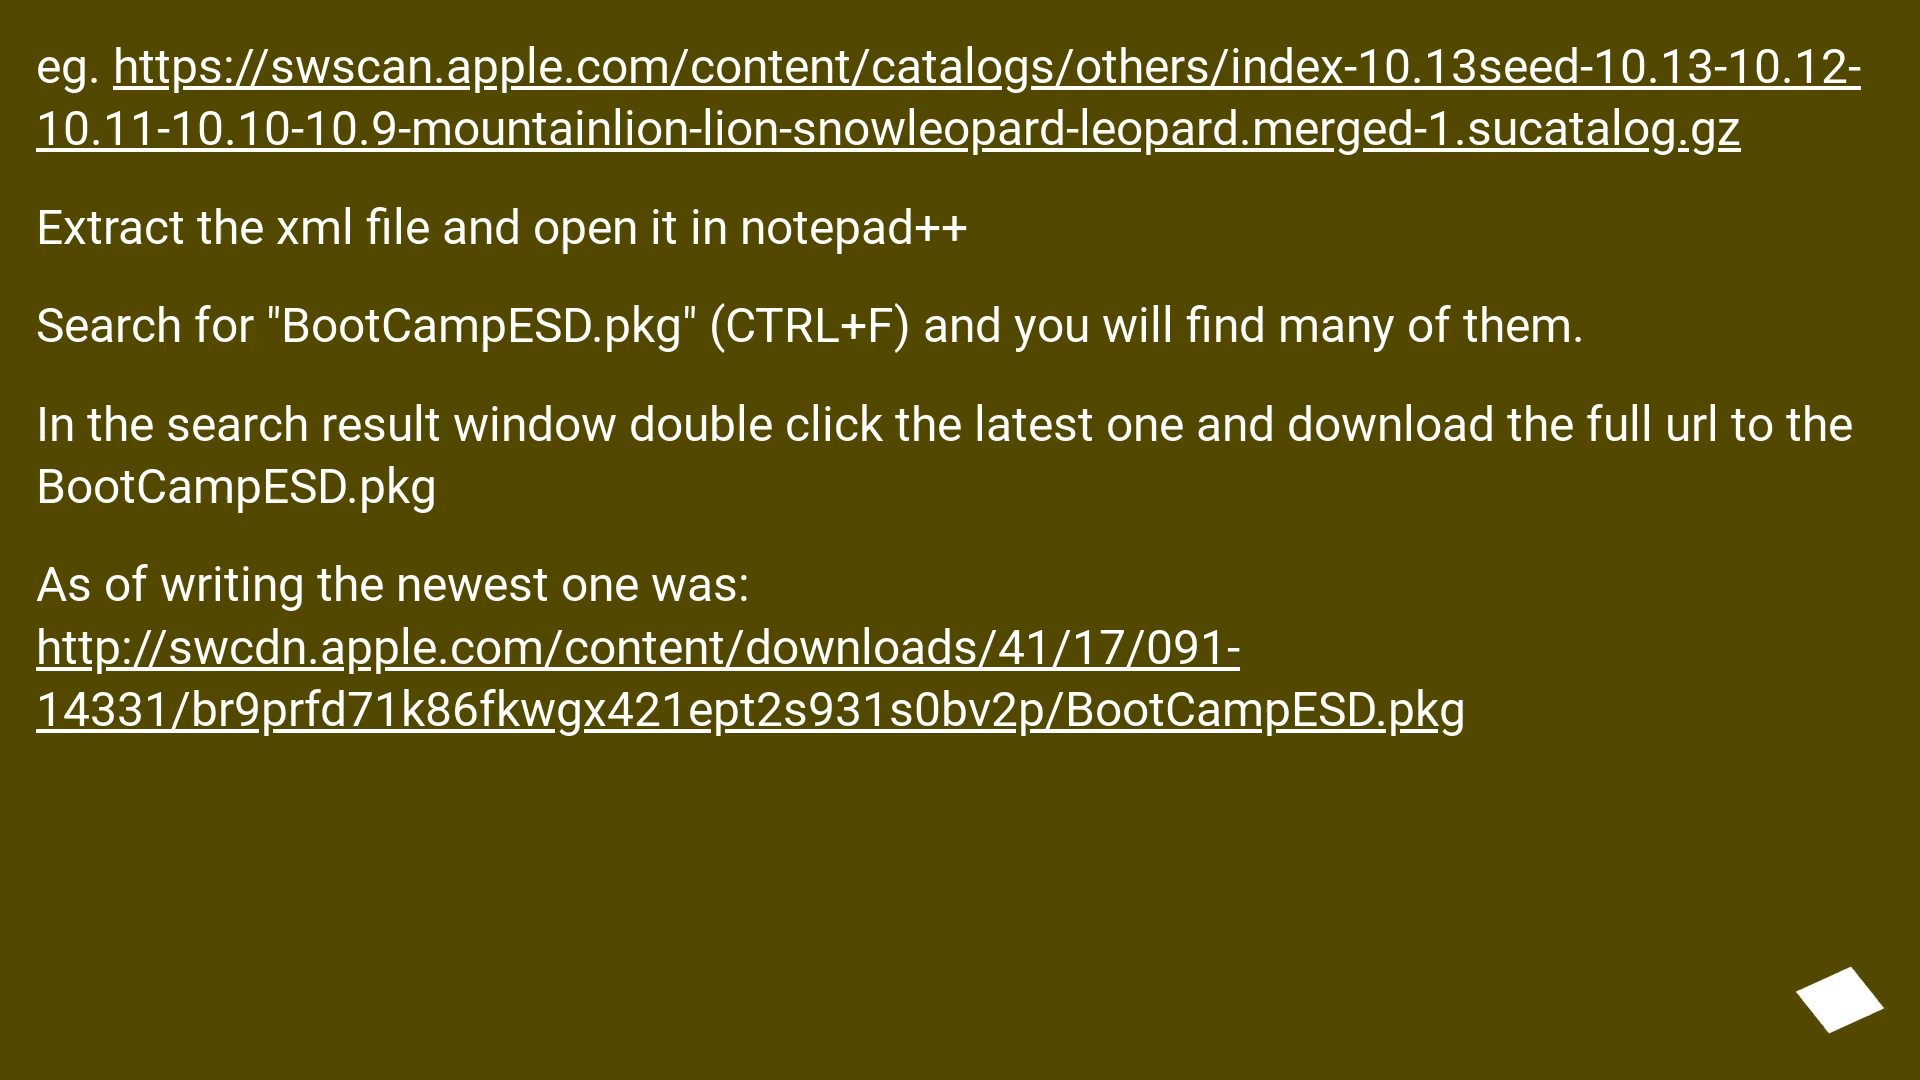 eg. https://swscan.apple.com/content/catalogs/others/index-10.13seed-10.13-10.12-
10.11-10.10-10.9-mountainlion-lion-snowleopard-leopard.merged-1.sucatalog.gz
Extract the xml file and open it in notepad++
Search for "BootCampESD.pkg" (CTRL+F) and you will find many of them.
In the search result window double click the latest one and download the full url to the
BootCampESD.pkg
As of writing the newest one was:
http://swcdn.apple.com/content/downloads/41/17/091-
14331/br9prfd71k86fkwgx421ept2s931s0bv2p/BootCampESD.pkg